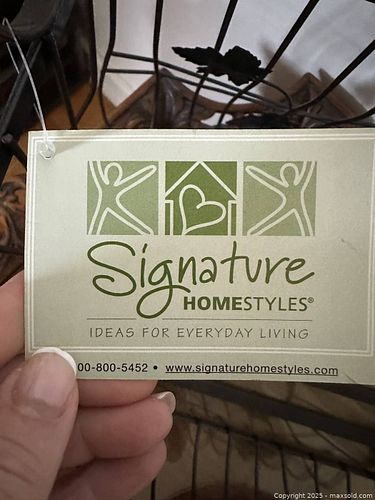 Signature
HOMESTYLES®
IDEAS FOR EVERYDAY LIVING
00-800-5452 • www.signaturehomestyles.com
Copyright 2025 - maxsold.com